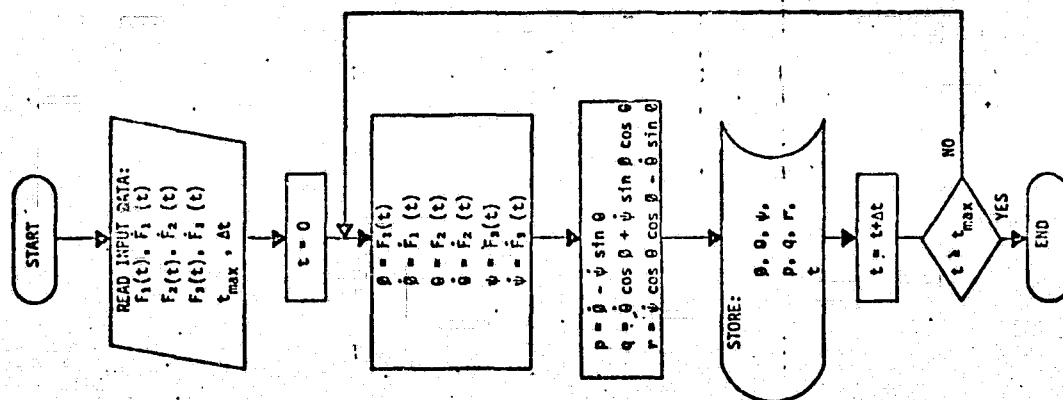 START
READ INPUT DATA:
F₁(t), Ḟ₁ (t)
F₂(t), Ḟ₂ (t)
F₃(t), Ḟ₃ (t)
t_max , Δt
t = 0
Ø = F₁(t)
Ø̇ = Ḟ₁ (t)
θ = F₂ (t)
θ̇ = Ḟ₂ (t)
ψ = F₃(t)
ψ̇ = Ḟ₃ (t)
p = Ø̇ - ψ̇ sin θ
q = θ̇ cos Ø + ψ̇ sin Ø cos θ
r = ψ̇ cos θ cos Ø - θ̇ sin Ø
STORE:
Ø, θ, ψ,
p, q, r,
t
t = t+Δt
t ≥ t_max
NO
YES
END